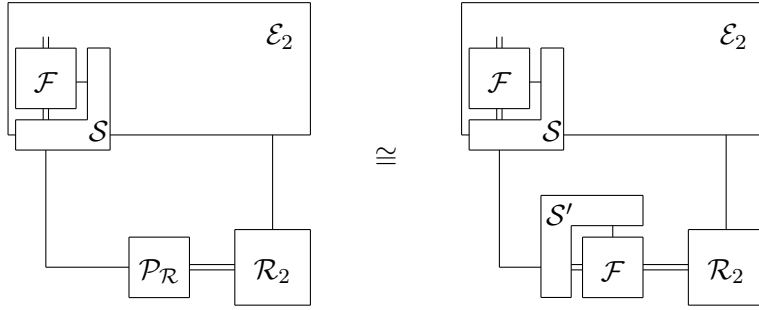 ℰ₂ ℰ₂
ℱ ℱ
𝒮 𝒮
≊
𝒮′
𝒫_ℛ ℛ₂ ℱ ℛ₂